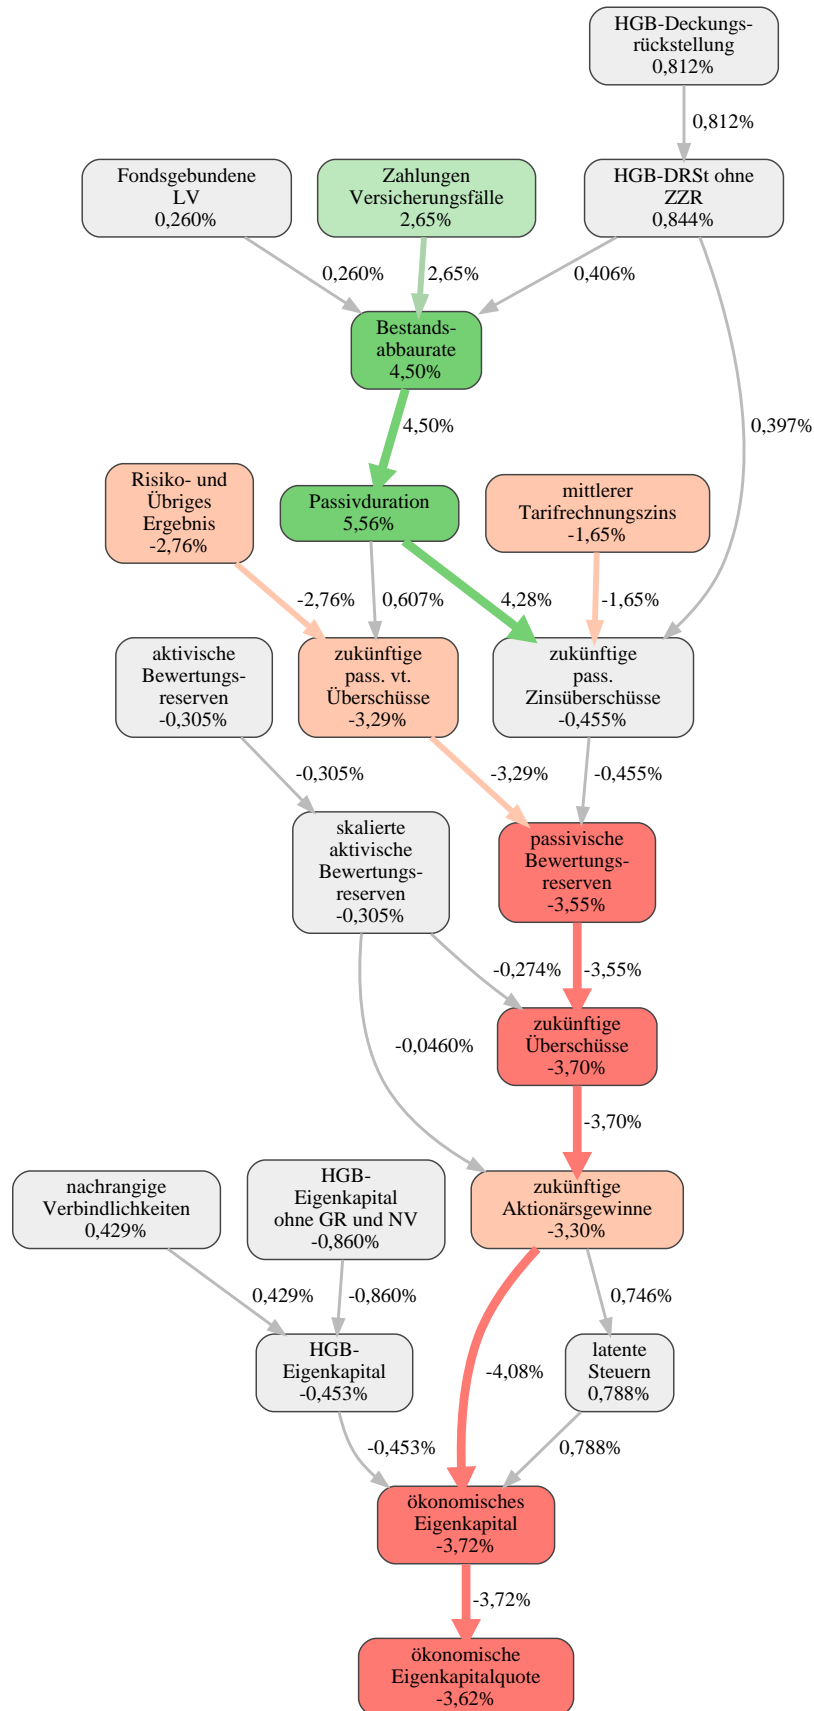 HGB-Deckungs-
rückstellung
0,812%
0,812%
Fondsgebundene
LV
0,260%
Zahlungen
Versicherungsfälle
2,65%
HGB-DRSt ohne
ZZR
0,844%
0,260%
2,65%
0,406%
Bestands-
abbaurate
4,50%
4,50%
0,397%
Risiko- und
Übriges
Ergebnis
-2,76%
Passivduration
5,56%
mittlerer
Tarifrechnungszins
-1,65%
-2,76%
0,607%
4,28%
-1,65%
aktivische
Bewertungs-
reserven
-0,305%
zukünftige
pass. vt.
Überschüsse
-3,29%
zukünftige
pass.
Zinsüberschüsse
-0,455%
-0,305%
-3,29%
-0,455%
skalierte
aktivische
Bewertungs-
reserven
-0,305%
passivische
Bewertungs-
reserven
-3,55%
-0,274%
-3,55%
zukünftige
Überschüsse
-3,70%
-0,0460%
-3,70%
nachrangige
Verbindlichkeiten
0,429%
HGB-
Eigenkapital
ohne GR und NV
-0,860%
zukünftige
Aktionärsgewinne
-3,30%
0,429%
-0,860%
0,746%
HGB-
Eigenkapital
-0,453%
-4,08%
latente
Steuern
0,788%
-0,453%
0,788%
ökonomisches
Eigenkapital
-3,72%
-3,72%
ökonomische
Eigenkapitalquote
-3,62%